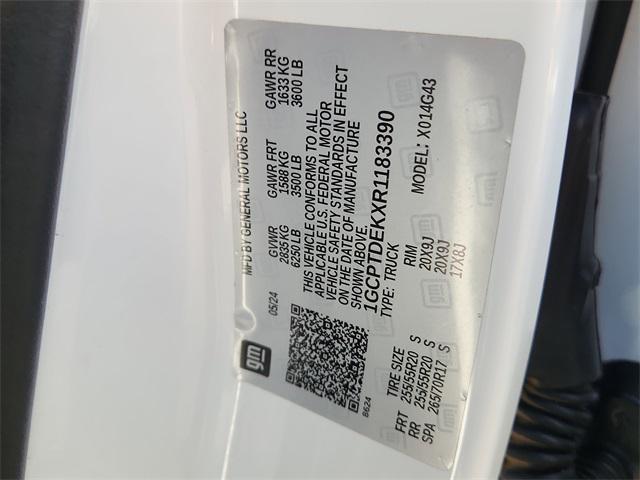 gm
MFD BY GENERAL MOTORS LLC
05/24 GVWR GAWR FRT GAWR RR
2835 KG 1588 KG 1633 KG
6250 LB 3500 LB 3600 LB
THIS VEHICLE CONFORMS TO ALL
APPLICABLE U.S. FEDERAL MOTOR
VEHICLE SAFETY STANDARDS IN EFFECT
ON THE DATE OF MANUFACTURE
SHOWN ABOVE.
8624
1GCPTDEKXR1183390
TYPE: TRUCK MODEL: X014G43
TIRE SIZE RIM
FRT 255/55R20 S 20X9J
RR 255/55R20 S 20X9J
SPA 265/70R17 S 17X8J